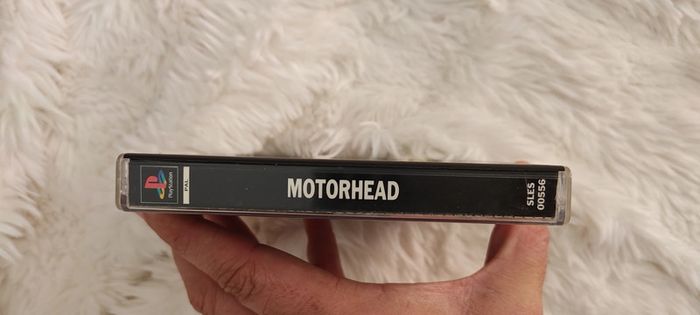 PlayStation
PAL
MOTORHEAD
SLES
00556